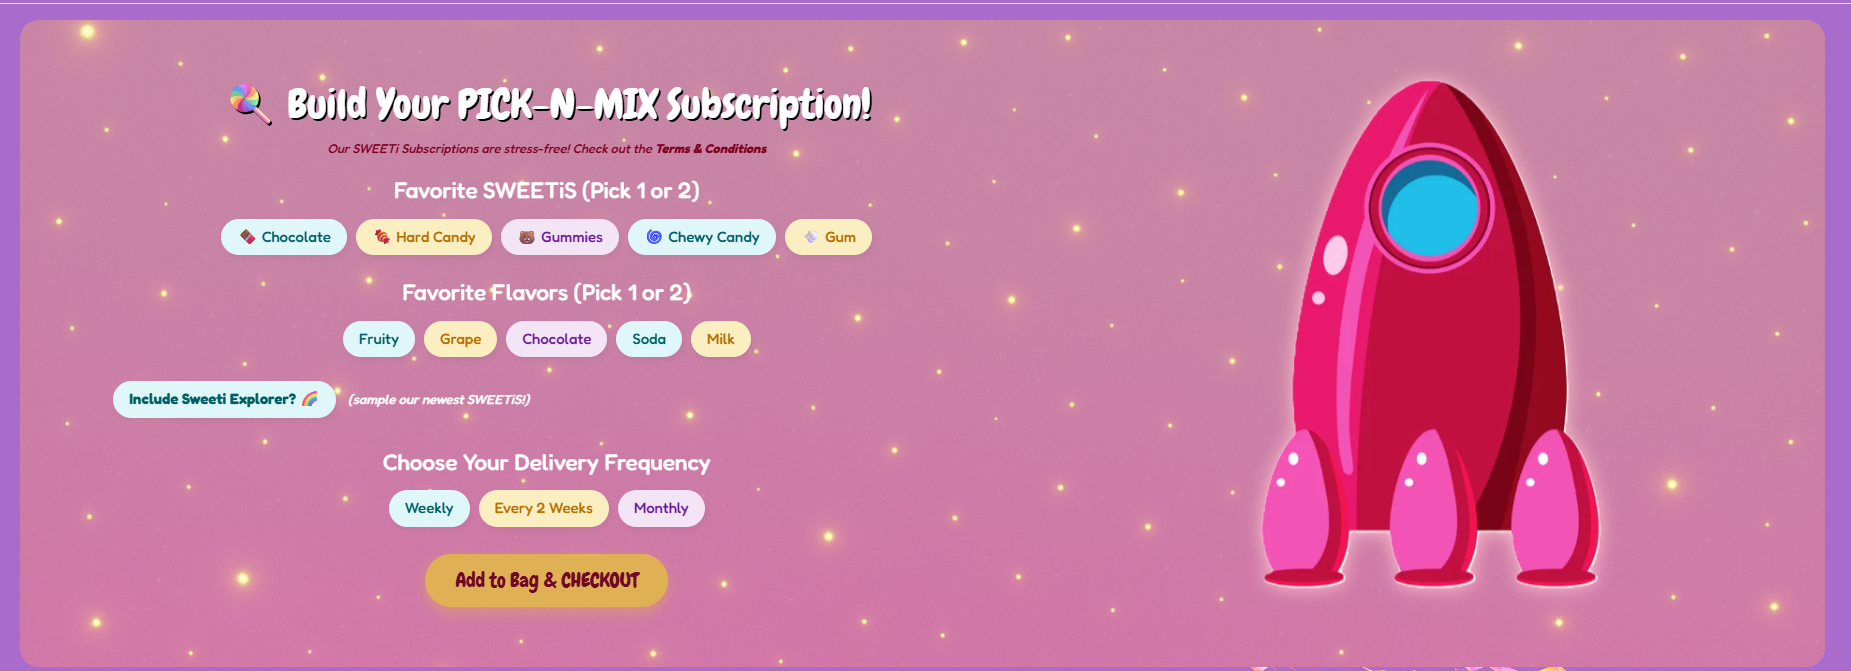 Build Your PICK-N-MIX Subscription!
Our SWEETi Subscriptions are stress-free! Check out the Terms & Conditions
Favorite SWEETiS (Pick 1 or 2)
Chocolate Hard Candy Gummies Chewy Candy Gum
Favorite Flavors (Pick 1 or 2)
Fruity Grape Chocolate Soda Milk
Include Sweeti Explorer? (sample our newest SWEETiS!)
Choose Your Delivery Frequency
Weekly Every 2 Weeks Monthly
Add to Bag & CHECKOUT